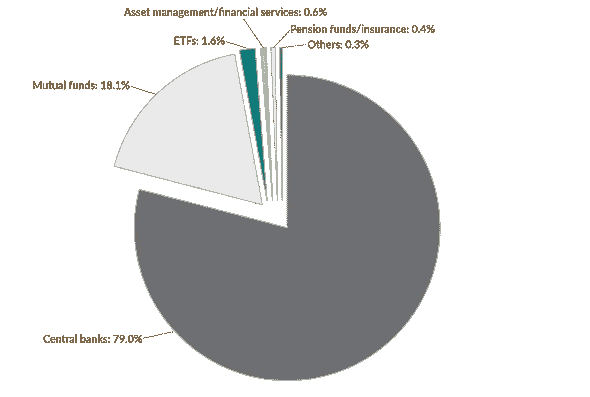 Asset management/financial services: 0.6%
Pension funds/insurance: 0.4%
ETFs: 1.6%
Others: 0.3%
Mutual funds: 18.1%
Central banks: 79.0%